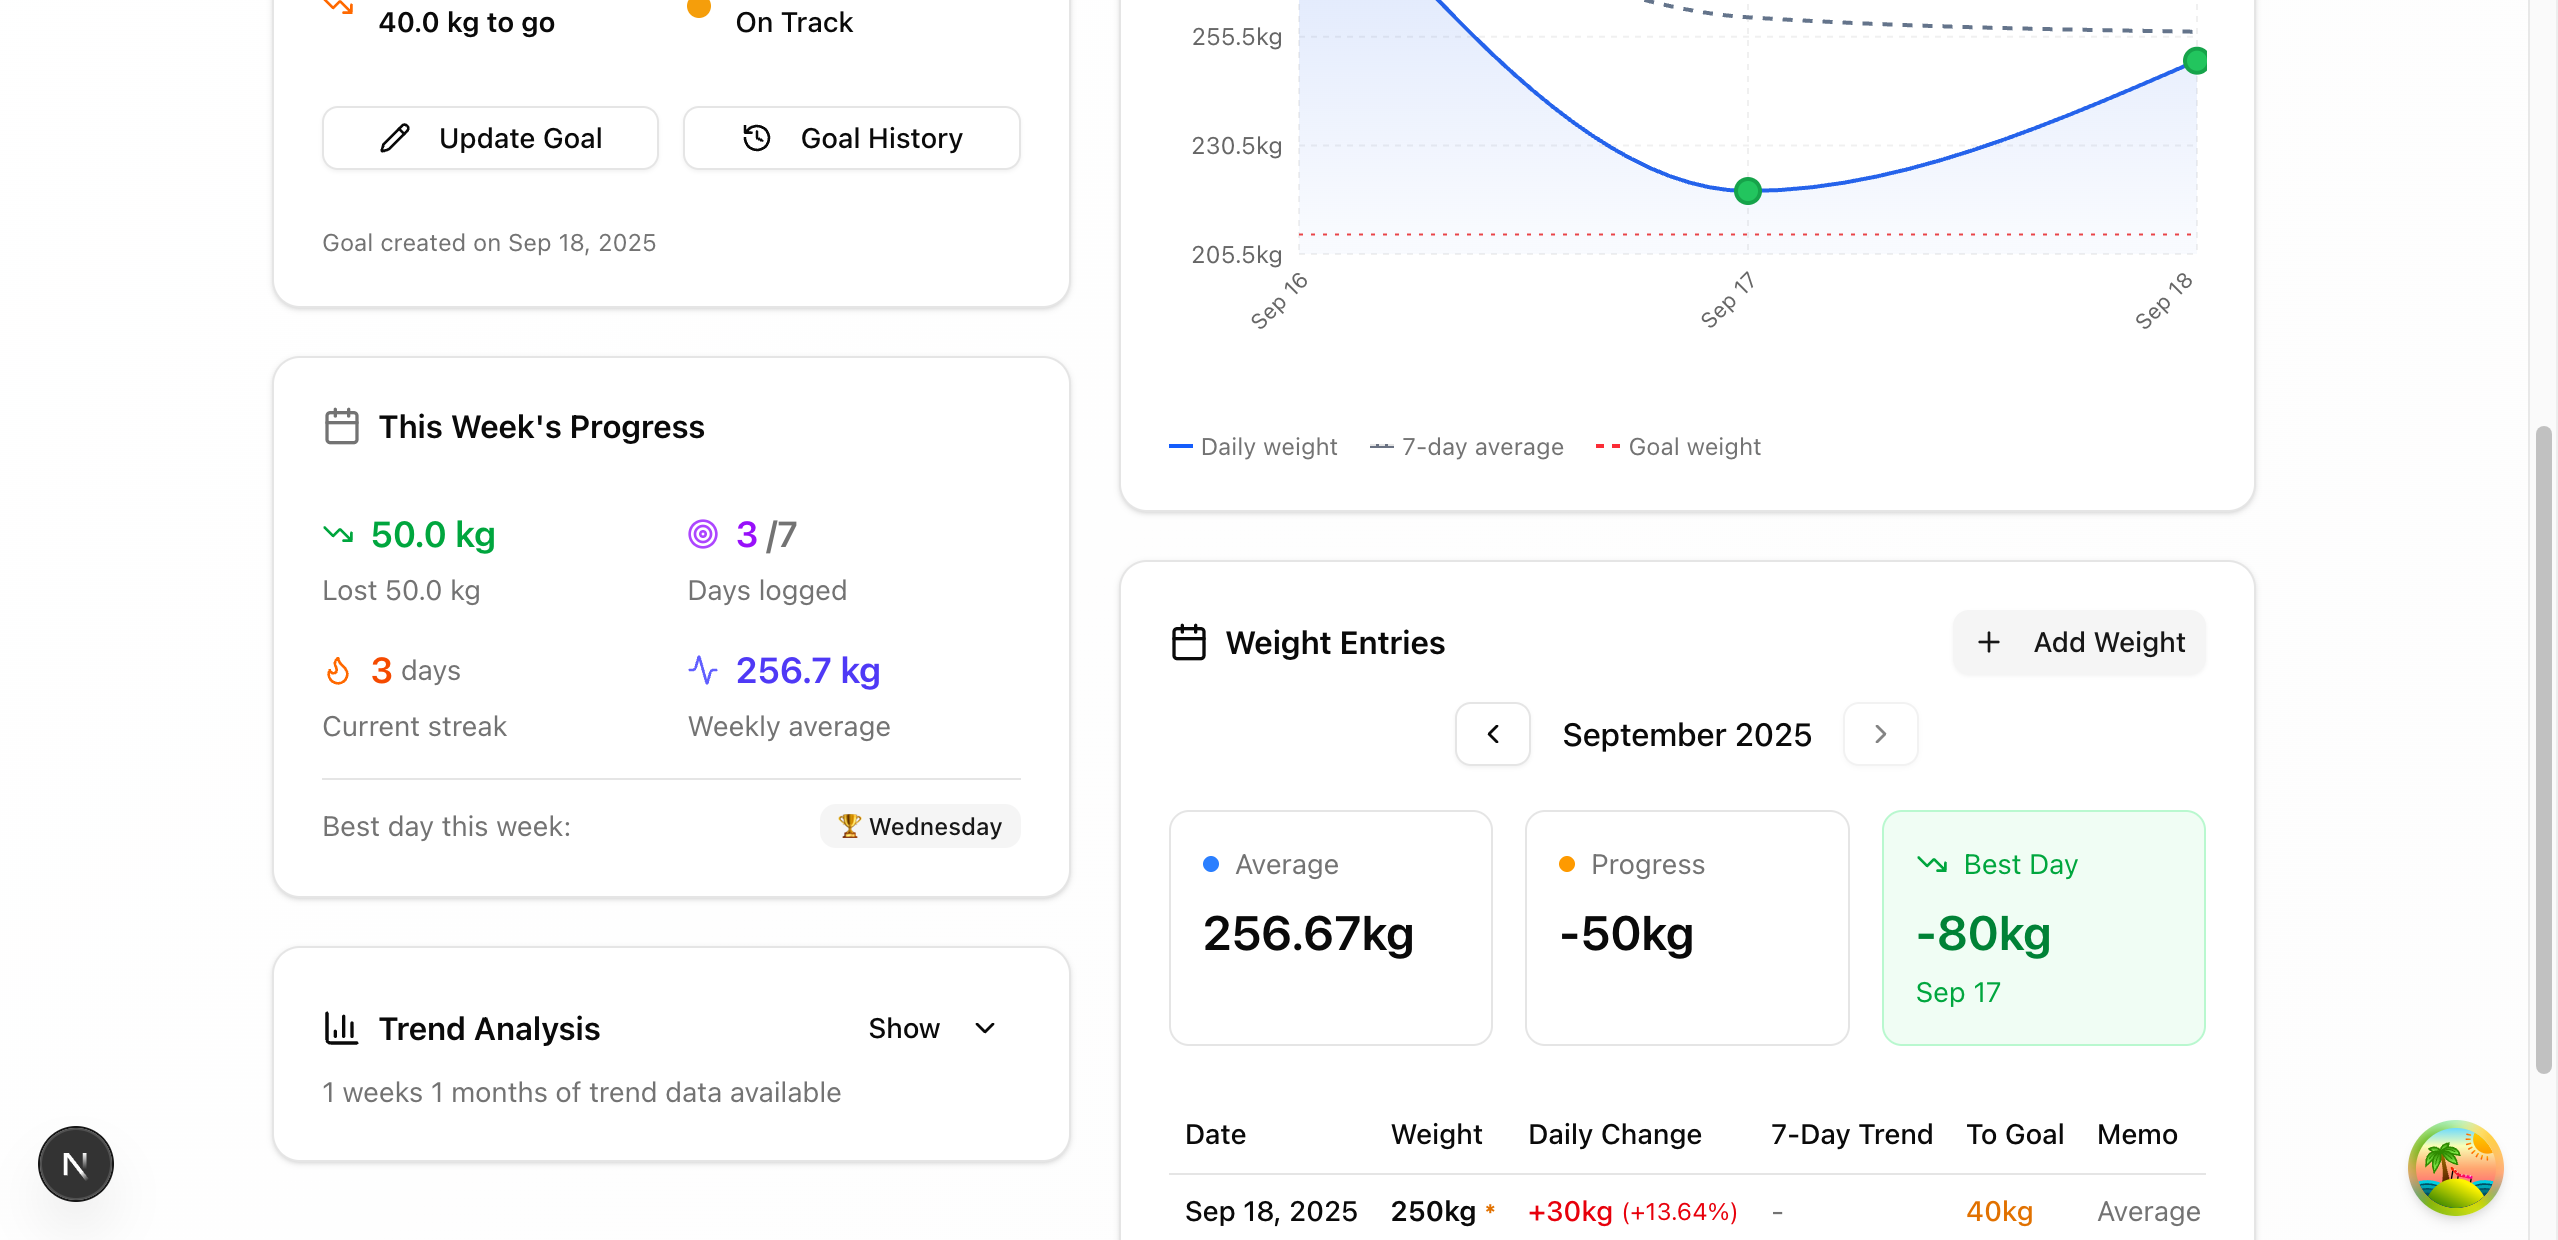 40.0 kg to go
On Track
Update Goal
Goal History
Goal created on Sep 18, 2025
This Week's Progress
50.0 kg
Lost 50.0 kg
3 /7
Days logged
3 days
Current streak
256.7 kg
Weekly average
Best day this week:
🏆 Wednesday
Trend Analysis
Show
1 weeks 1 months of trend data available
N
255.5kg
230.5kg
205.5kg
Sep 16
Sep 17
Sep 18
Daily weight
7-day average
Goal weight
Weight Entries
+ Add Weight
September 2025
Average
256.67kg
Progress
-50kg
Best Day
-80kg
Sep 17
Date Weight Daily Change 7-Day Trend To Goal Memo
Sep 18, 2025 250kg * +30kg (+13.64%) - 40kg Average